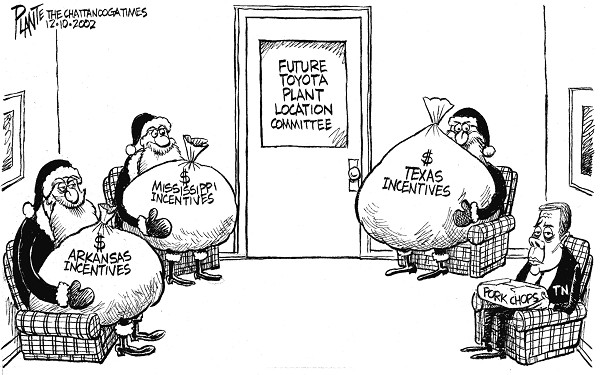 PLANTE THE CHATTANOOGA TIMES
12·10·2002
FUTURE
TOYOTA
PLANT
LOCATION
COMMITTEE
$
MISSISSIPPI
INCENTIVES
$
TEXAS
INCENTIVES
$
ARKANSAS
INCENTIVES
PORK CHOPS
TN